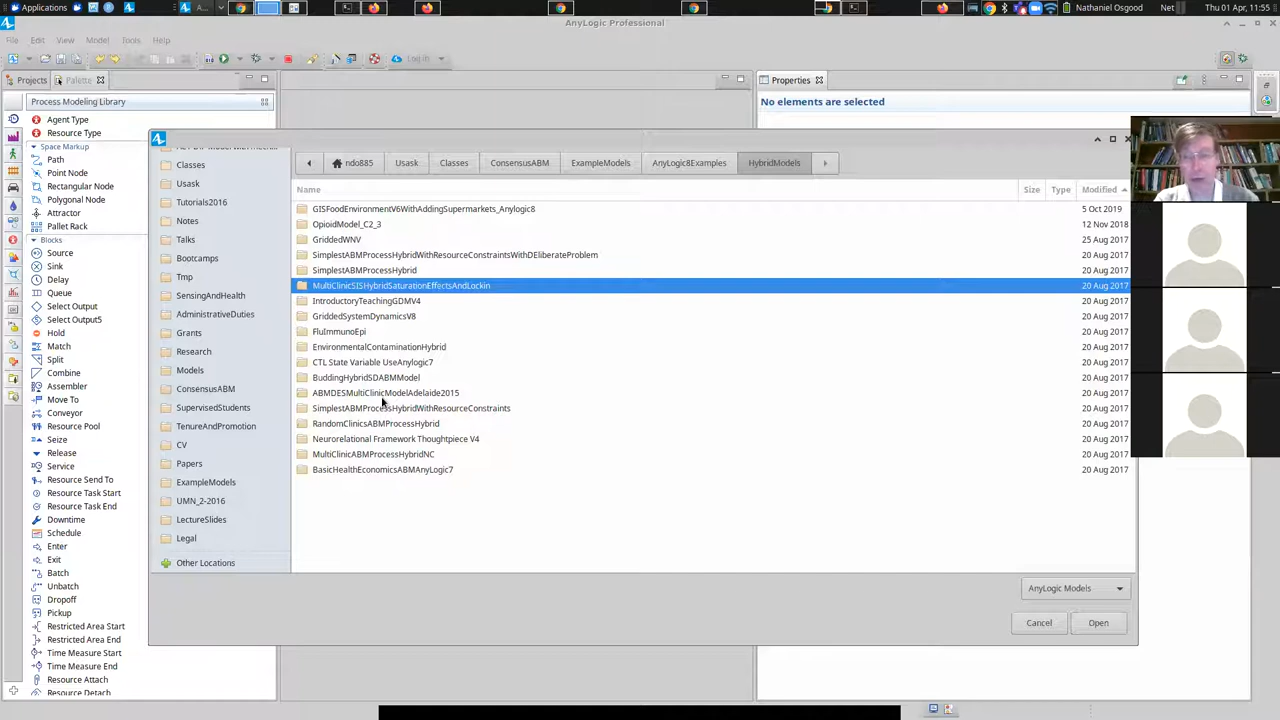 Applications
A...
Nathaniel Osgood
Net
Thu 01 Apr, 11:55
AnyLogic Professional
File Edit View Model Tools Help
Log in
Projects
Palette
Properties
Process Modeling Library
No elements are selected
Agent Type
Resource Type
Space Markup
Path
Point Node
Rectangular Node
Polygonal Node
Attractor
Pallet Rack
Blocks
Source
Sink
Delay
Queue
Select Output
Select Output5
Hold
Match
Split
Combine
Assembler
Move To
Conveyor
Resource Pool
Seize
Release
Service
Resource Send To
Resource Task Start
Resource Task End
Downtime
Schedule
Enter
Exit
Batch
Unbatch
Dropoff
Pickup
Restricted Area Start
Restricted Area End
Time Measure Start
Time Measure End
Resource Attach
Resource Detach
Classes
Usask
Tutorials2016
Notes
Talks
Bootcamps
Tmp
SensingAndHealth
AdministrativeDuties
Grants
Research
Models
ConsensusABM
SupervisedStudents
TenureAndPromotion
CV
Papers
ExampleModels
UMN_2-2016
LectureSlides
Legal
Other Locations
ndo885 Usask Classes ConsensusABM ExampleModels AnyLogic8Examples HybridModels
Name Size Type Modified
GISFoodEnvironmentV6WithAddingSupermarkets_Anylogic8 5 Oct 2019
OpioidModel_C2_3 12 Nov 2018
GriddedWNV 25 Aug 2017
SimplestABMProcessHybridWithResourceConstraintsWithDEliberateProblem 20 Aug 2017
SimplestABMProcessHybrid 20 Aug 2017
MultiClinicSISHybridSaturationEffectsAndLockin 20 Aug 2017
IntroductoryTeachingGDMV4 20 Aug 2017
GriddedSystemDynamicsV8 20 Aug 2017
FluImmunoEpi 20 Aug 2017
EnvironmentalContaminationHybrid 20 Aug 2017
CTL State Variable UseAnylogic7 20 Aug 2017
BuddingHybridSDABMModel 20 Aug 2017
ABMDESMultiClinicModelAdelaide2015 20 Aug 2017
SimplestABMProcessHybridWithResourceConstraints 20 Aug 2017
RandomClinicsABMProcessHybrid 20 Aug 2017
Neurorelational Framework Thoughtpiece V4 20 Aug 2017
MultiClinicABMProcessHybridNC 20 Aug 2017
BasicHealthEconomicsABMAnyLogic7 20 Aug 2017
AnyLogic Models
Cancel
Open